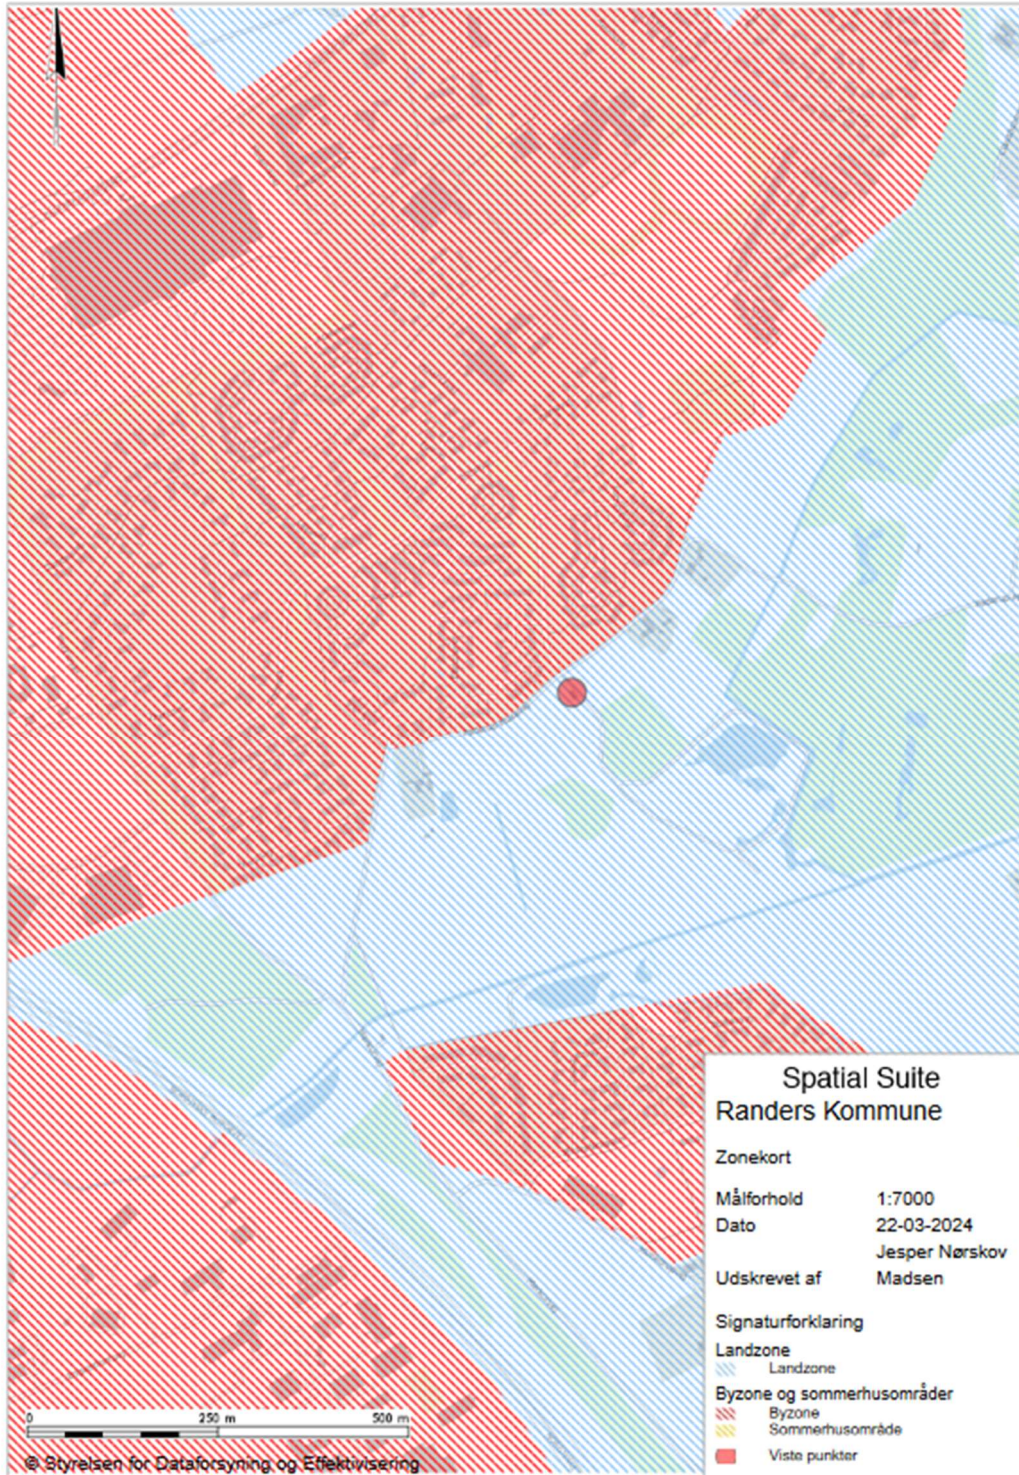 Spatial Suite
Randers Kommune
Zonekort
Målforhold 1:7000
Dato 22-03-2024
Jesper Nørskov
Udskrevet af Madsen
Signaturforklaring
Landzone
Landzone
Byzone og sommerhusområder
Byzone
Sommerhusområde
Viste punkter
0 250 m 500 m
© Styrelsen for Dataforsyning og Effektivisering